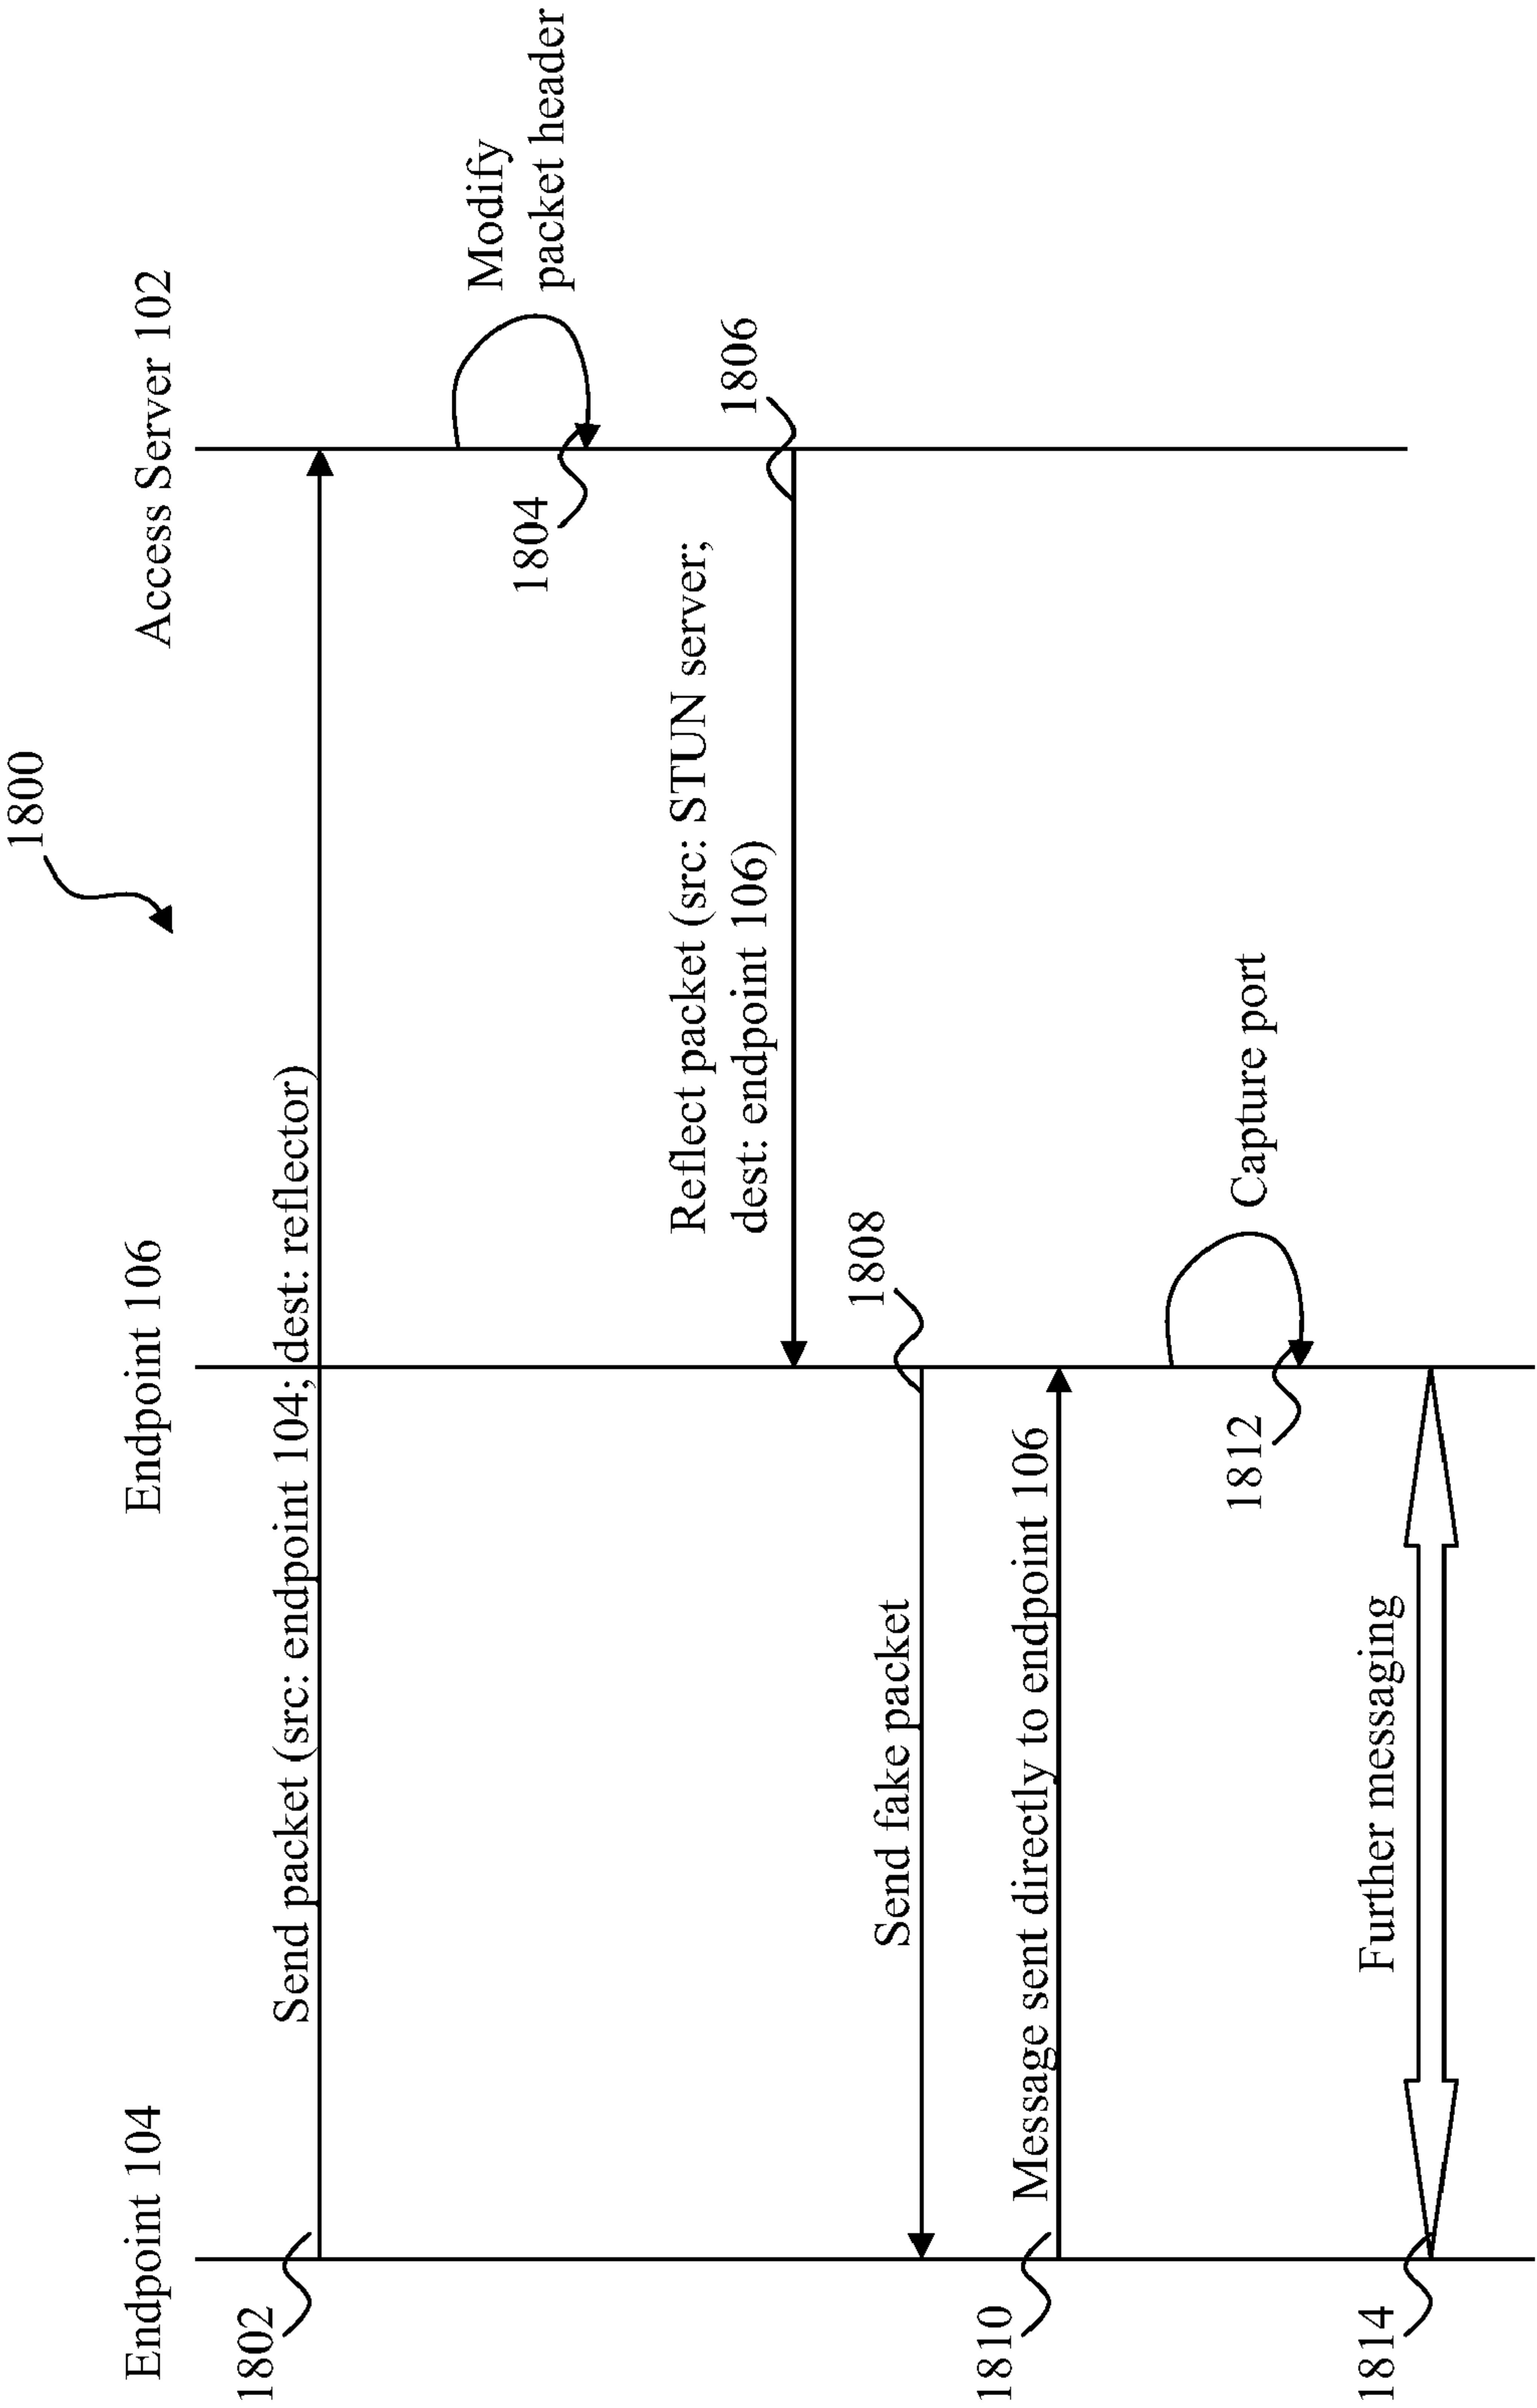 1800
Endpoint 104
Endpoint 106
Access Server 102
1802
Send packet (src: endpoint 104; dest: reflector)
Modify
packet header
1804
Reflect packet (src: STUN server;
dest: endpoint 106)
1806
1808
Send fake packet
1810
Message sent directly to endpoint 106
Capture port
1812
1814
Further messaging